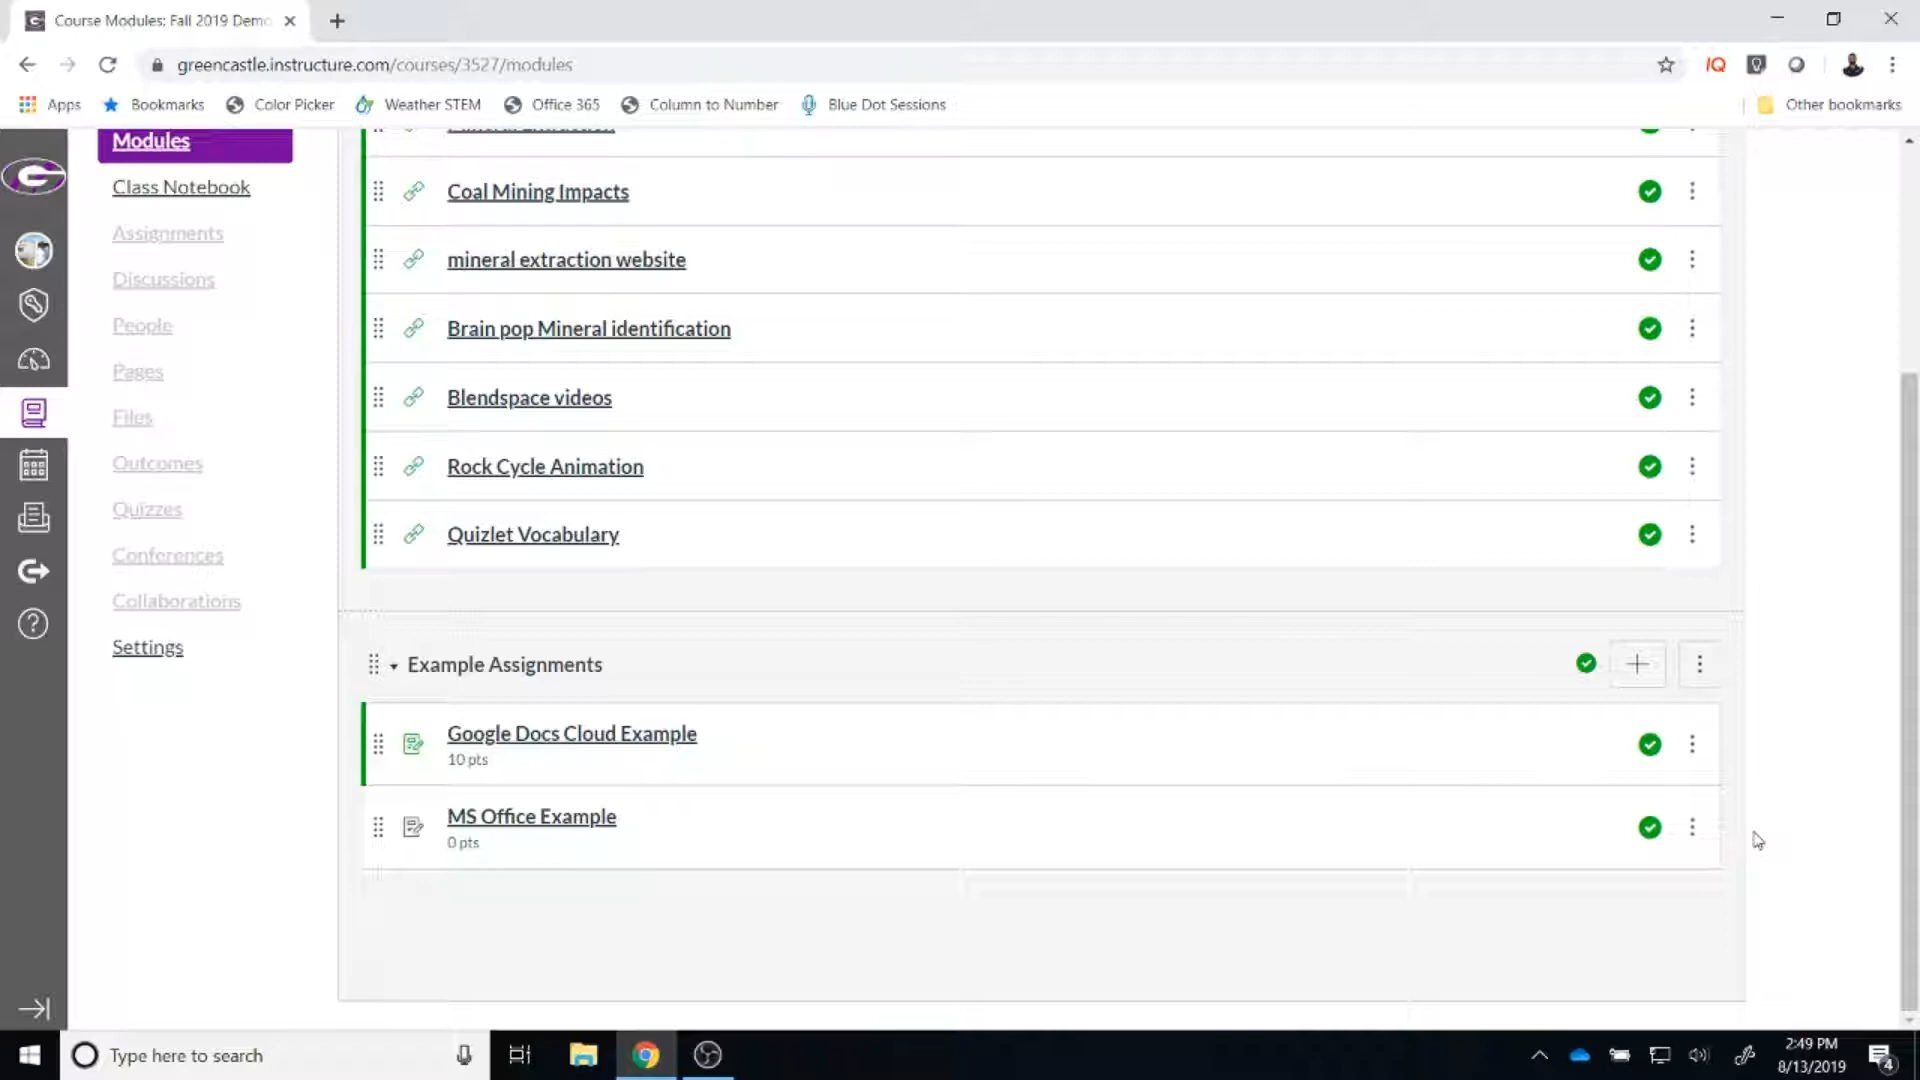 Course Modules: Fall 2019 Demo
greencastle.instructure.com/courses/3527/modules
IQ
Apps
Bookmarks
Color Picker
Weather STEM
Office 365
Column to Number
Blue Dot Sessions
Other bookmarks
Modules
Class Notebook
Assignments
Discussions
People
Pages
Files
Outcomes
Quizzes
Conferences
Collaborations
Settings
Coal Mining Impacts
mineral extraction website
Brain pop Mineral identification
Blendspace videos
Rock Cycle Animation
Quizlet Vocabulary
Example Assignments
Google Docs Cloud Example
10 pts
MS Office Example
0 pts
Type here to search
2:49 PM
8/13/2019
4